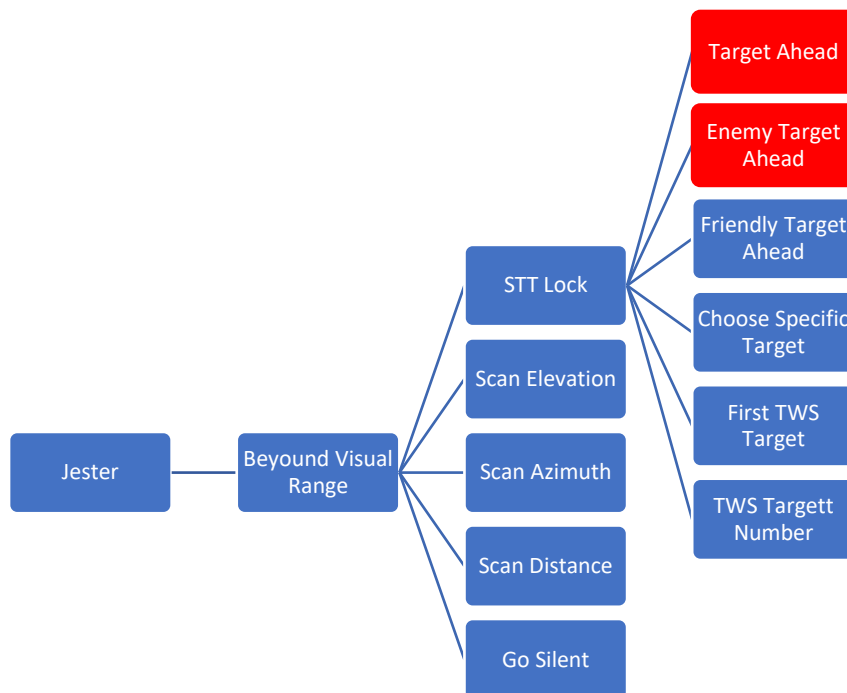 Target Ahead
Enemy Target
Ahead
Friendly Target
Ahead
STT Lock
Choose Specific
Target
Scan Elevation
First TWS
Target
Jester
Beyound Visual
Range
Scan Azimuth
TWS Targett
Number
Scan Distance
Go Silent